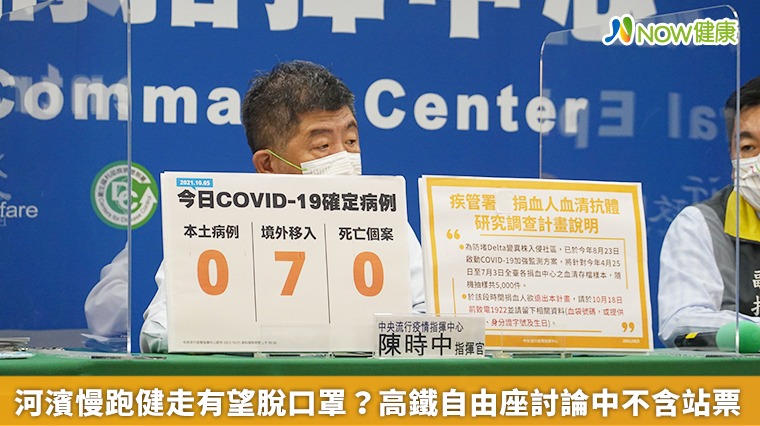 指揮中心
NOW健康
Command Center
fare
2021.10.05
今日COVID-19確定病例
本土病例 境外移入 死亡個案
0 7 0
疾管署 捐血人血清抗體
研究調查計畫說明
為防堵Delta變異株入侵社區，已於今年8月23日
啟動COVID-19加強監測方案，將針對今年4月25
日至7月3日全臺各捐血中心之血清存檔樣本，隨
機抽樣共5,000件。
於該段時間捐血人欲退出本計畫，請於10月18日
前致電1922並請留下相關資料(血袋號碼，或提供
、身分證字號及生日)。
中央流行疫情指揮中心
陳時中 指揮官
河濱慢跑健走有望脫口罩？高鐵自由座討論中不含站票